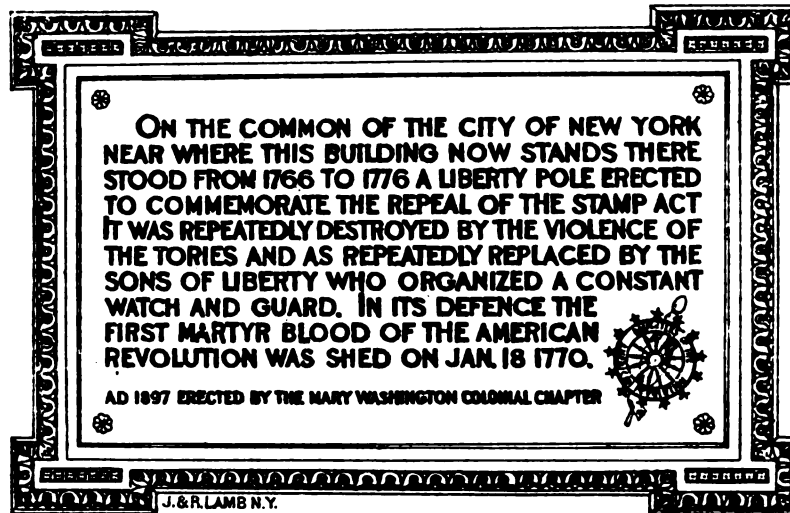 ON THE COMMON OF THE CITY OF NEW YORK
NEAR WHERE THIS BUILDING NOW STANDS THERE
STOOD FROM 1766 TO 1776 A LIBERTY POLE ERECTED
TO COMMEMORATE THE REPEAL OF THE STAMP ACT
IT WAS REPEATEDLY DESTROYED BY THE VIOLENCE OF
THE TORIES AND AS REPEATEDLY REPLACED BY THE
SONS OF LIBERTY WHO ORGANIZED A CONSTANT
WATCH AND GUARD. IN ITS DEFENCE THE
FIRST MARTYR BLOOD OF THE AMERICAN
REVOLUTION WAS SHED ON JAN. 18 1770.
AD 1897 ERECTED BY THE MARY WASHINGTON COLONIAL CHAPTER
J. & R. LAMB N.Y.